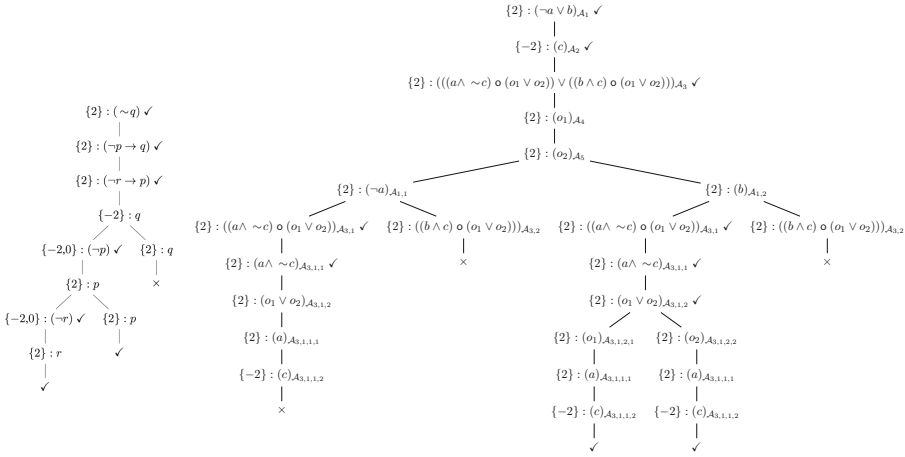 {2} : (∼q) ✓
{2} : (¬p → q) ✓
{2} : (¬r → p) ✓
{−2} : q
{−2,0} : (¬p) ✓ {2} : q
{2} : p ×
{−2,0} : (¬r) ✓ {2} : p
{2} : r ✓
✓
{2} : (¬a ∨ b)_{𝒜_1} ✓
{−2} : (c)_{𝒜_2} ✓
{2} : (((a∧ ∼c) ∘ (o_1 ∨ o_2)) ∨ ((b ∧ c) ∘ (o_1 ∨ o_2)))_{𝒜_3} ✓
{2} : (o_1)_{𝒜_4}
{2} : (o_2)_{𝒜_5}
{2} : (¬a)_{𝒜_{1,1}} {2} : (b)_{𝒜_{1,2}}
{2} : ((a∧ ∼c) ∘ (o_1 ∨ o_2))_{𝒜_{3,1}} ✓ {2} : ((b ∧ c) ∘ (o_1 ∨ o_2)))_{𝒜_{3,2}} {2} : ((a∧ ∼c) ∘ (o_1 ∨ o_2))_{𝒜_{3,1}} ✓ {2} : ((b ∧ c) ∘ (o_1 ∨ o_2)))_{𝒜_{3,2}}
{2} : (a∧ ∼c)_{𝒜_{3,1,1}} ✓ × {2} : (a∧ ∼c)_{𝒜_{3,1,1}} ✓ ×
{2} : (o_1 ∨ o_2)_{𝒜_{3,1,2}} {2} : (o_1 ∨ o_2)_{𝒜_{3,1,2}} ✓
{2} : (a)_{𝒜_{3,1,1,1}} {2} : (o_1)_{𝒜_{3,1,2,1}} {2} : (o_2)_{𝒜_{3,1,2,2}}
{−2} : (c)_{𝒜_{3,1,1,2}} {2} : (a)_{𝒜_{3,1,1,1}} {2} : (a)_{𝒜_{3,1,1,1}}
× {−2} : (c)_{𝒜_{3,1,1,2}} {−2} : (c)_{𝒜_{3,1,1,2}}
✓ ✓